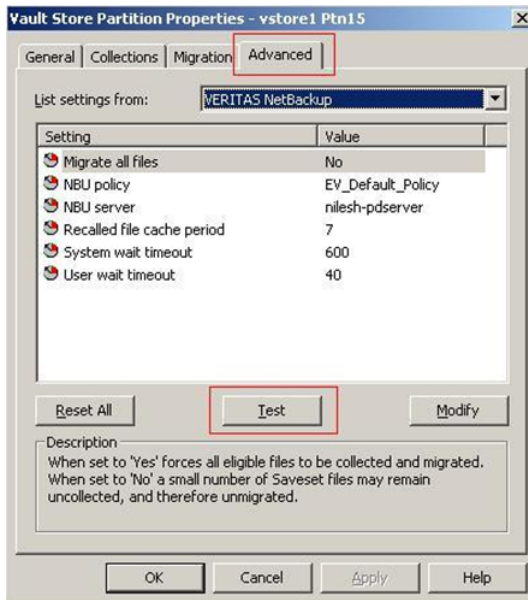 Vault Store Partition Properties - vstore1 Ptn15
General Collections Migration Advanced
List settings from: VERITAS NetBackup
Setting Value
Migrate all files No
NBU policy EV_Default_Policy
NBU server nilesh-pdserver
Recalled file cache period 7
System wait timeout 600
User wait timeout 40
Reset All Test Modify
Description
When set to 'Yes' forces all eligible files to be collected and migrated.
When set to 'No' a small number of Saveset files may remain
uncollected, and therefore unmigrated.
OK Cancel Apply Help